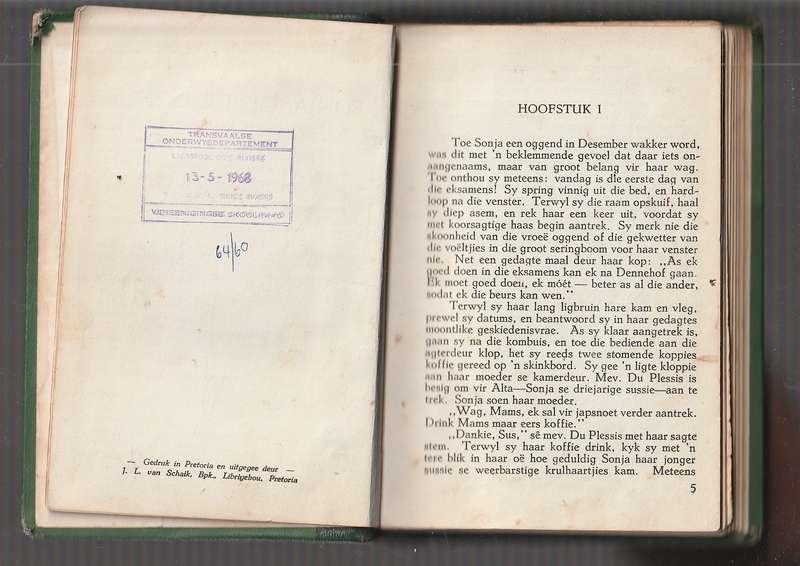 TRANSVAALSE
ONDERWYSDEPARTEMENT
13-5-1968
VEREENIGINGSE SKOOLRAAD
64/60
— Gedruk in Pretoria en uitgegee deur —
J. L. van Schaik, Bpk., Librigebou, Pretoria
HOOFSTUK I
Toe Sonja een oggend in Desember wakker word,
was dit met 'n beklemmende gevoel dat daar iets on-
aangenaams, maar van groot belang vir haar wag.
Toe onthou sy meteens: vandag is die eerste dag van
die eksamens! Sy spring vinnig uit die bed, en hard-
loop na die venster. Terwyl sy die raam opskuif, haal
sy diep asem, en rek haar een keer uit, voordat sy
met koorsagtige haas begin aantrek. Sy merk nie die
skoonheid van die vroeë oggend of die gekwetter van
die voëltjies in die groot seringboom voor haar venster
nie. Net een gedagte maal deur haar kop: „As ek
goed doen in die eksamens kan ek na Dennehof gaan.
Ek moet goed doen, ek móét — beter as al die ander,
sodat ek die beurs kan wen.”
Terwyl sy haar lang ligbruin hare kam en vleg,
prewel sy datums, en beantwoord sy in haar gedagtes
moontlike geskiedenisvrae. As sy klaar aangetrek is,
gaan sy na die kombuis, en toe die bediende aan die
agterdeur klop, het sy reeds twee stomende koppies
koffie gereed op 'n skinkbord. Sy gee 'n ligte kloppie
aan haar moeder se kamerdeur. Mev. Du Plessis is
besig om vir Alta—Sonja se driejarige sussie—aan te
trek. Sonja soen haar moeder.
„Wag, Mams, ek sal vir japsnoet verder aantrek.
Drink Mams maar eers koffie.”
„Dankie, Sus,” sê mev. Du Plessis met haar sagte
stem. Terwyl sy haar koffie drink, kyk sy met 'n
tere blik in haar oë hoe geduldig Sonja haar jonger
sussie se weerbarstige krulhaartjies kam. Meteens
5